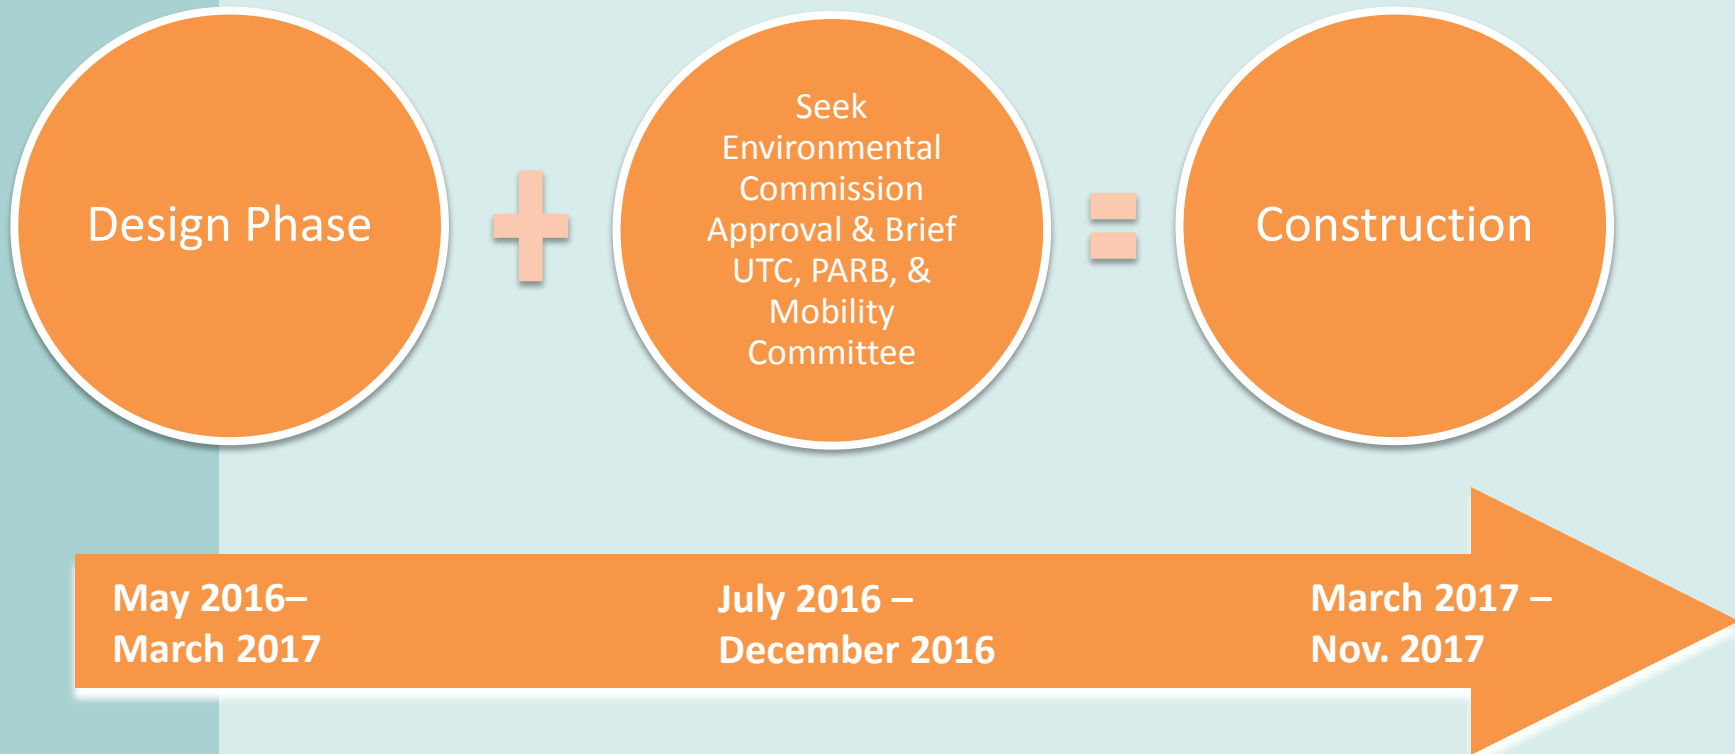 Design Phase
Seek
Environmental
Commission
Approval & Brief
UTC, PARB, &
Mobility
Committee
Construction
May 2016–
March 2017
July 2016 –
December 2016
March 2017 –
Nov. 2017